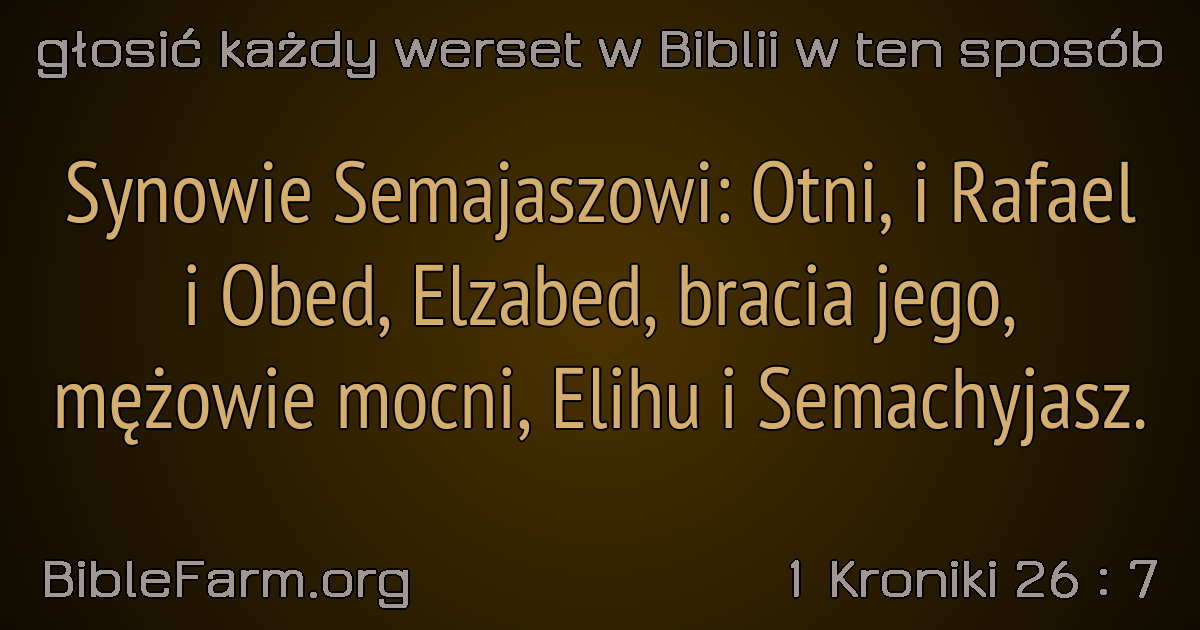 głosić każdy werset w Biblii w ten sposób
Synowie Semajaszowi: Otni, i Rafael
i Obed, Elzabed, bracia jego,
mężowie mocni, Elihu i Semachyjasz.
BibleFarm.org
1 Kroniki 26 : 7